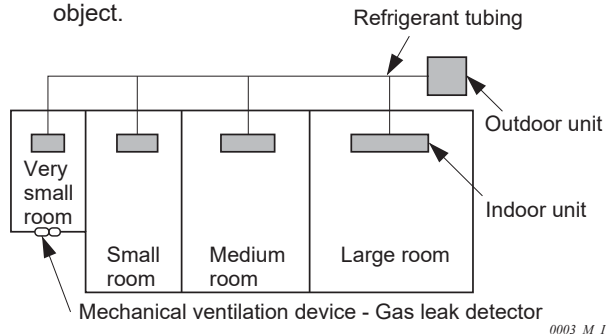 object.
Refrigerant tubing
Outdoor unit
Very
small
room
Indoor unit
Small
room
Medium
room
Large room
Mechanical ventilation device - Gas leak detector
0003_M_I